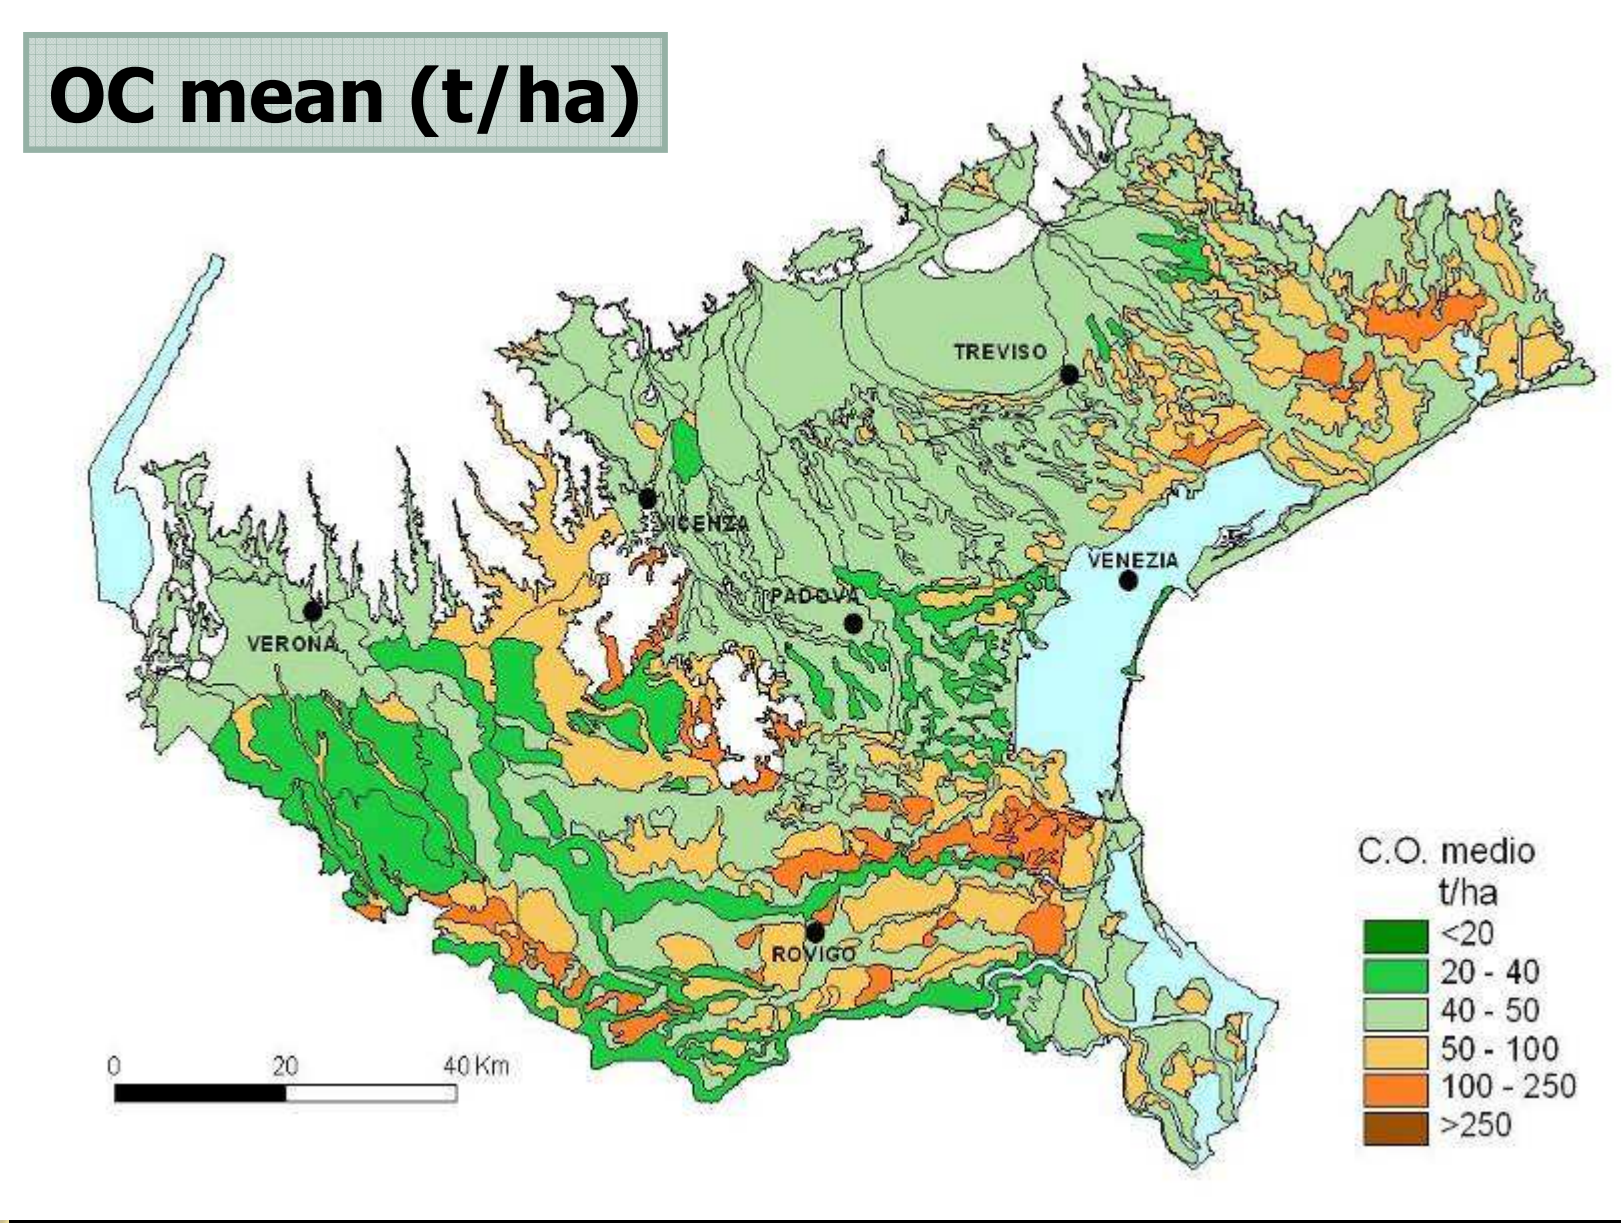 OC mean (t/ha)
TREVISO
VICENZA
VENEZIA
PADOVA
VERONA
ROVIGO
C.O. medio
t/ha
<20
20 - 40
40 - 50
50 - 100
100 - 250
>250
0 20 40 Km